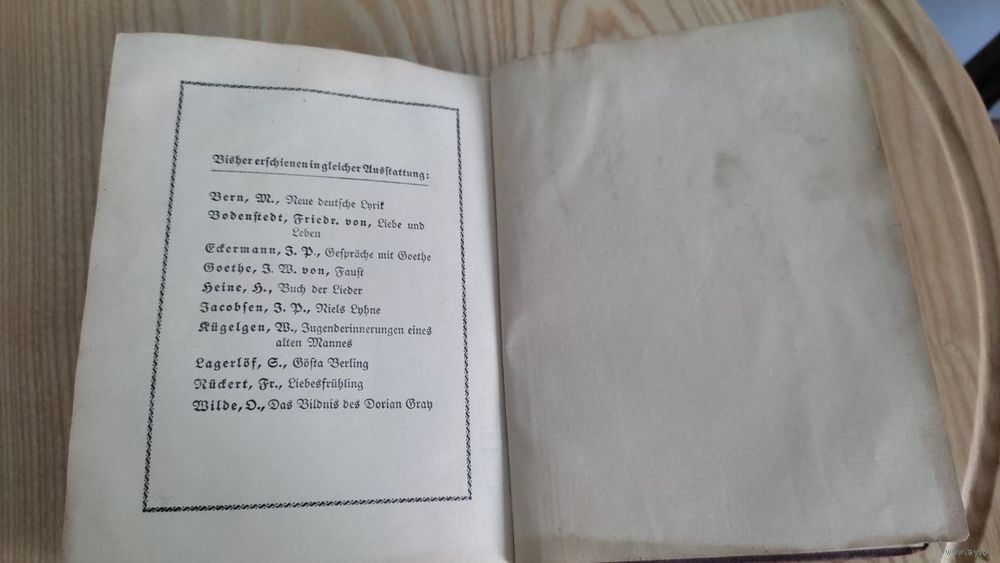 Bisher erschienen in gleicher Ausstattung:
Bern, M., Neue deutsche Lyrik
Bodenstedt, Friedr. von, Liebe und
Leben
Eckermann, J. P., Gespräche mit Goethe
Goethe, J. W. von, Faust
Heine, H., Buch der Lieder
Jacobsen, J. P., Niels Lyhne
Kügelgen, W., Jugenderinnerungen eines
alten Mannes
Lagerlöf, S., Gösta Berling
Rückert, Fr., Liebesfrühling
Wilde, O., Das Bildnis des Dorian Gray